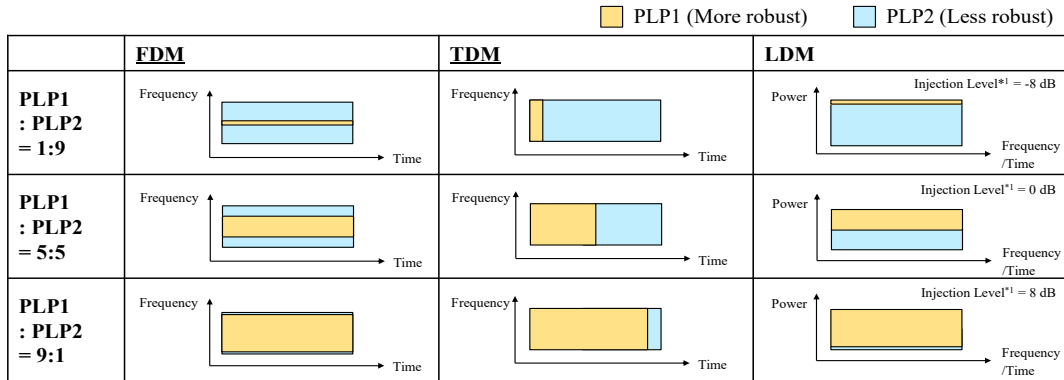 PLP1 (More robust) PLP2 (Less robust)
FDM TDM LDM
PLP1
: PLP2
= 1:9
Frequency
Time
Frequency
Time
Injection Level*1 = -8 dB
Power
Frequency
/Time
PLP1
: PLP2
= 5:5
Frequency
Time
Frequency
Time
Injection Level*1 = 0 dB
Power
Frequency
/Time
PLP1
: PLP2
= 9:1
Frequency
Time
Frequency
Time
Injection Level*1 = 8 dB
Power
Frequency
/Time